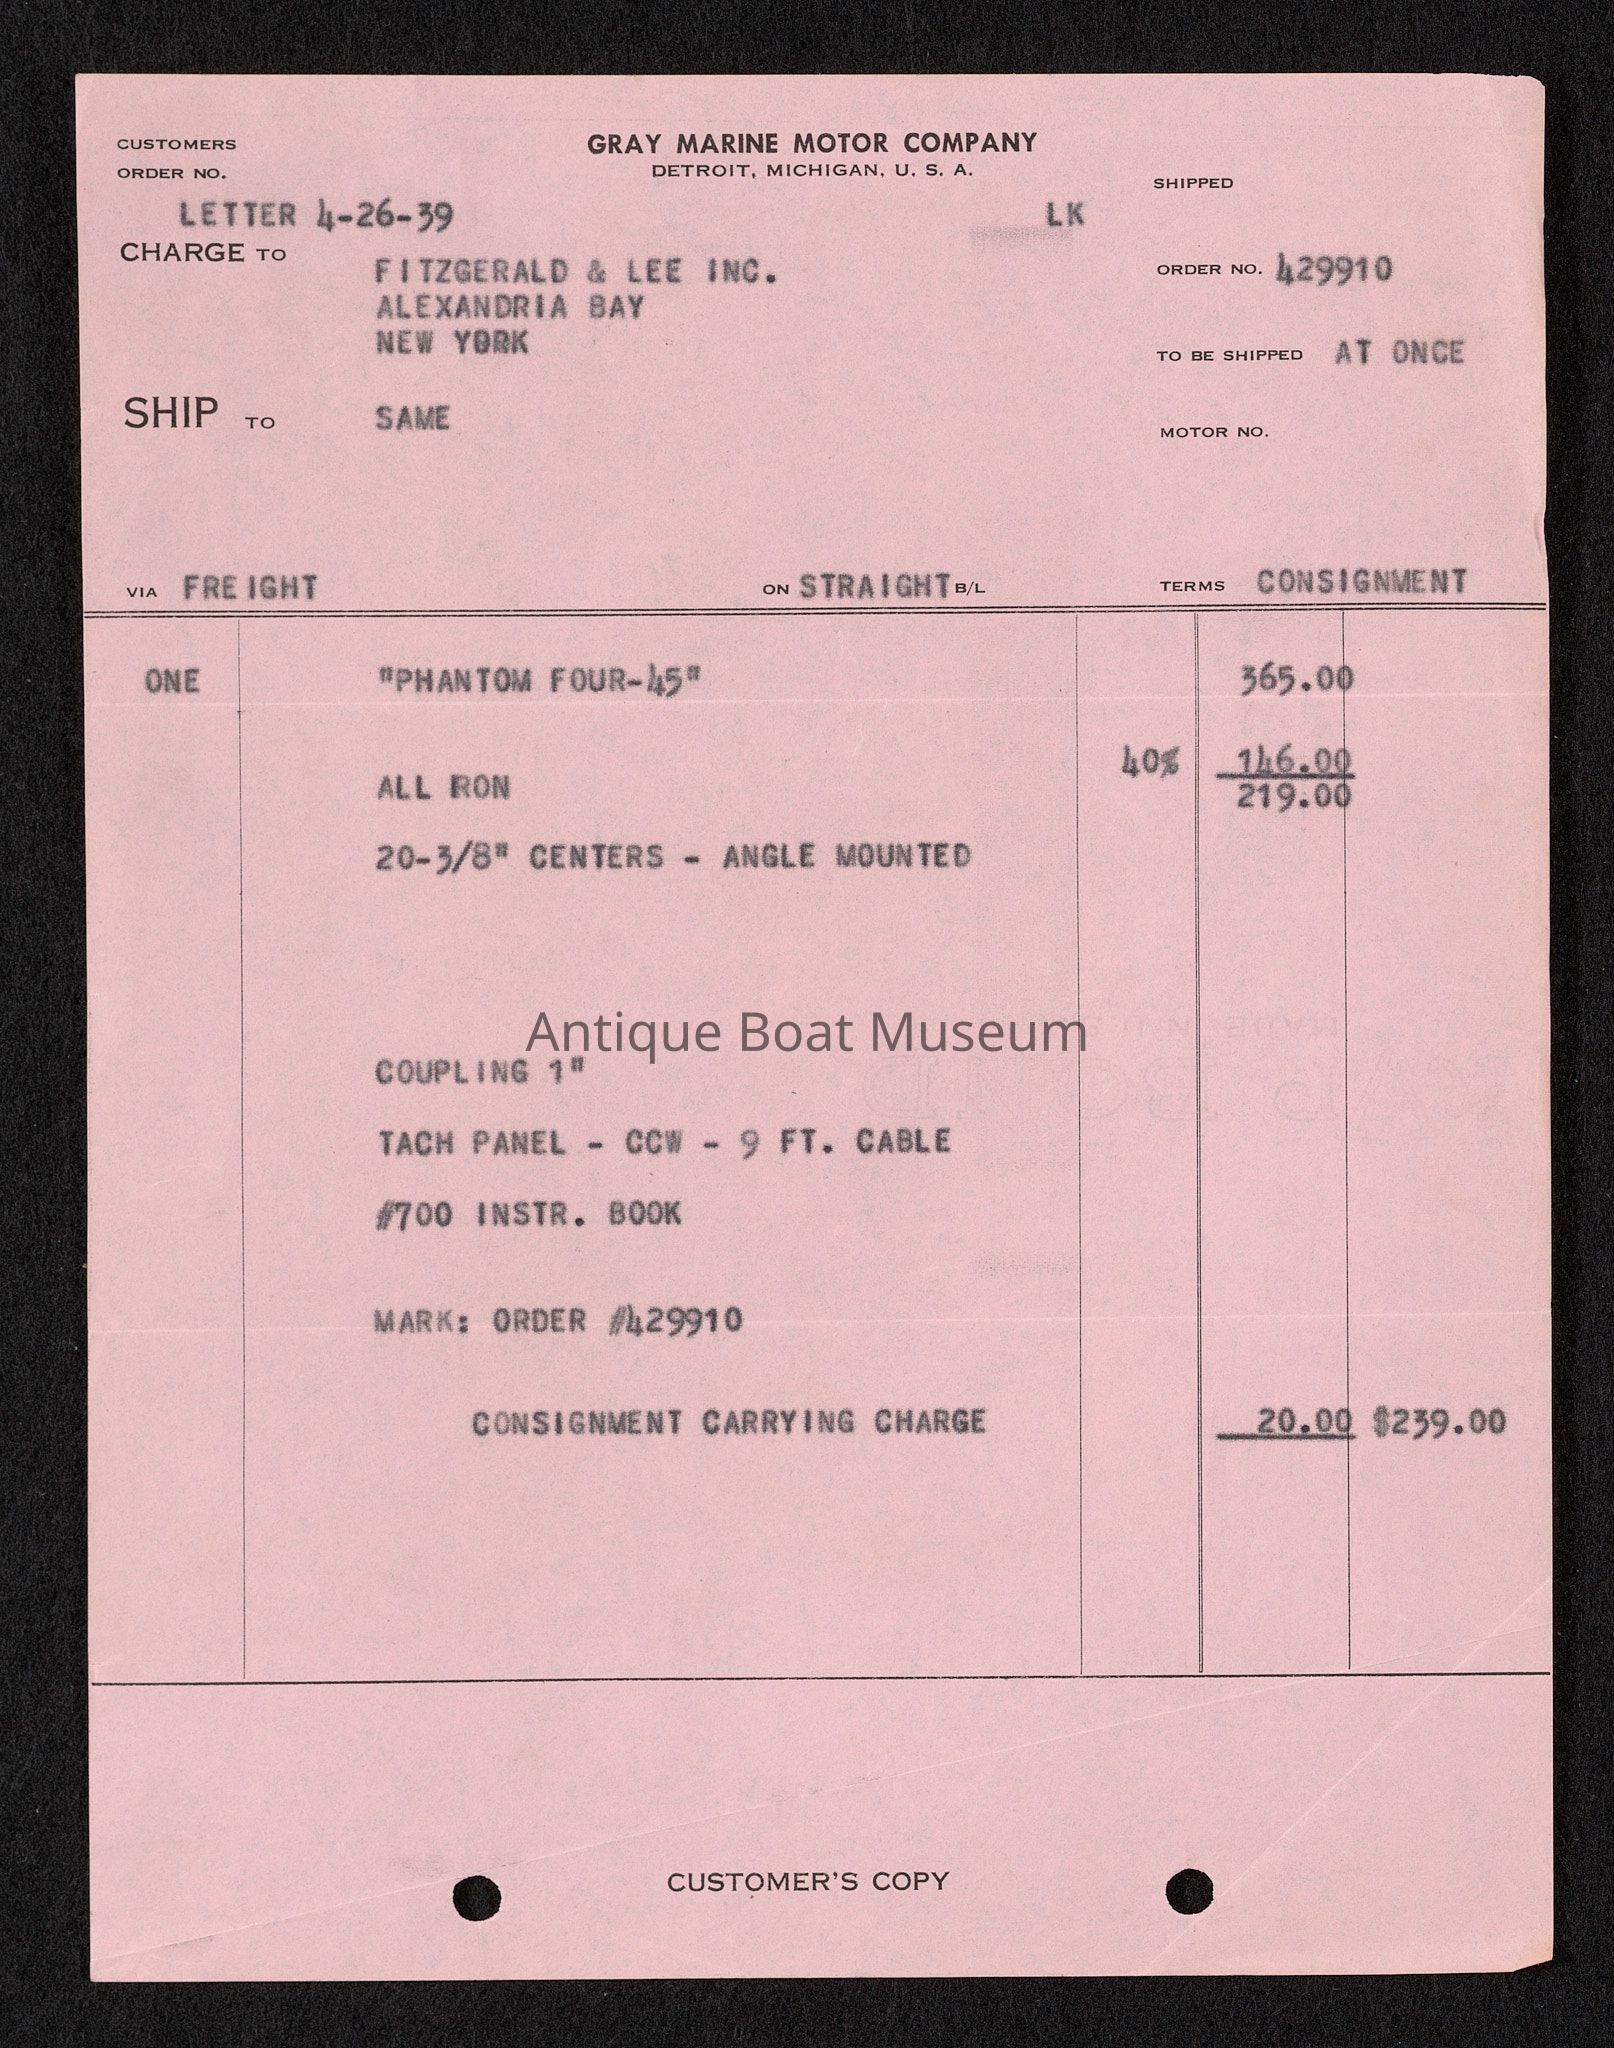 CUSTOMERS
ORDER NO.
GRAY MARINE MOTOR COMPANY
DETROIT, MICHIGAN, U. S. A.
SHIPPED
LETTER 4-26-39
LK
CHARGE TO
FITZGERALD & LEE INC.
ALEXANDRIA BAY
NEW YORK
ORDER NO. 429910
TO BE SHIPPED AT ONCE
SHIP TO SAME
MOTOR NO.
VIA FREIGHT ON STRAIGHT B/L TERMS CONSIGNMENT
ONE "PHANTOM FOUR-45" 365.00
40% 146.00
ALL IRON 219.00
20-3/8" CENTERS - ANGLE MOUNTED
Antique Boat Museum
COUPLING 1"
TACH PANEL - CCW - 9 FT. CABLE
#700 INSTR. BOOK
MARK: ORDER #429910
CONSIGNMENT CARRYING CHARGE 20.00 $239.00
CUSTOMER'S COPY